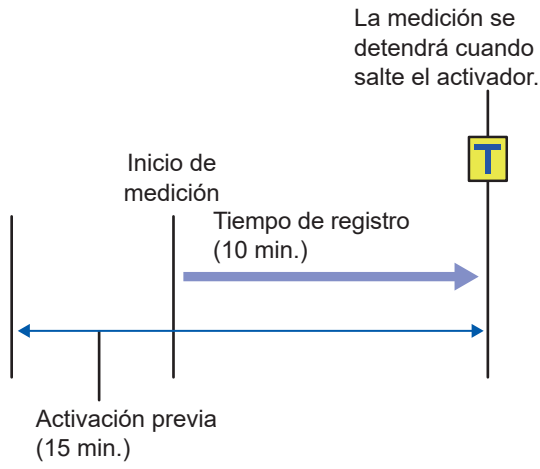 La medición se
detendrá cuando
salte el activador.
T
Inicio de
medición
Tiempo de registro
(10 min.)
Activación previa
(15 min.)